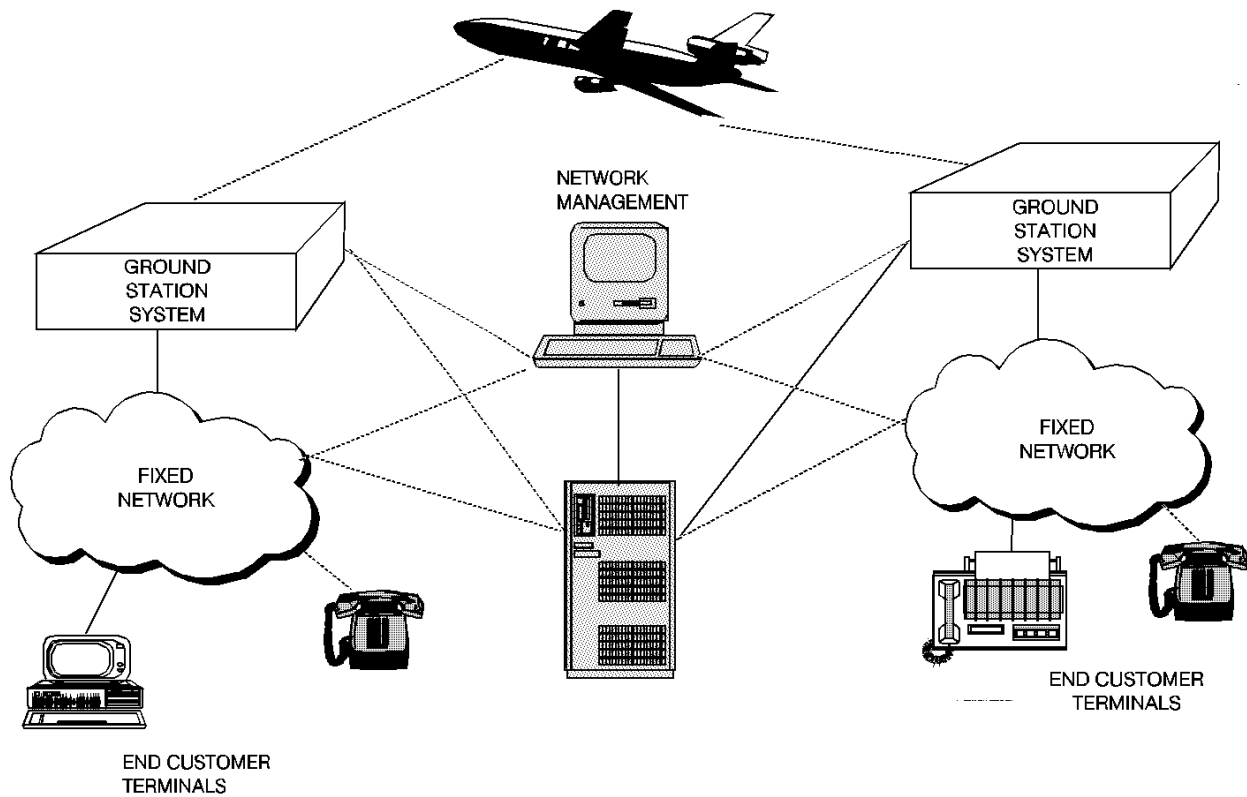 NETWORK
MANAGEMENT
GROUND
STATION
SYSTEM
GROUND
STATION
SYSTEM
FIXED
NETWORK
FIXED
NETWORK
END CUSTOMER
TERMINALS
END CUSTOMER
TERMINALS